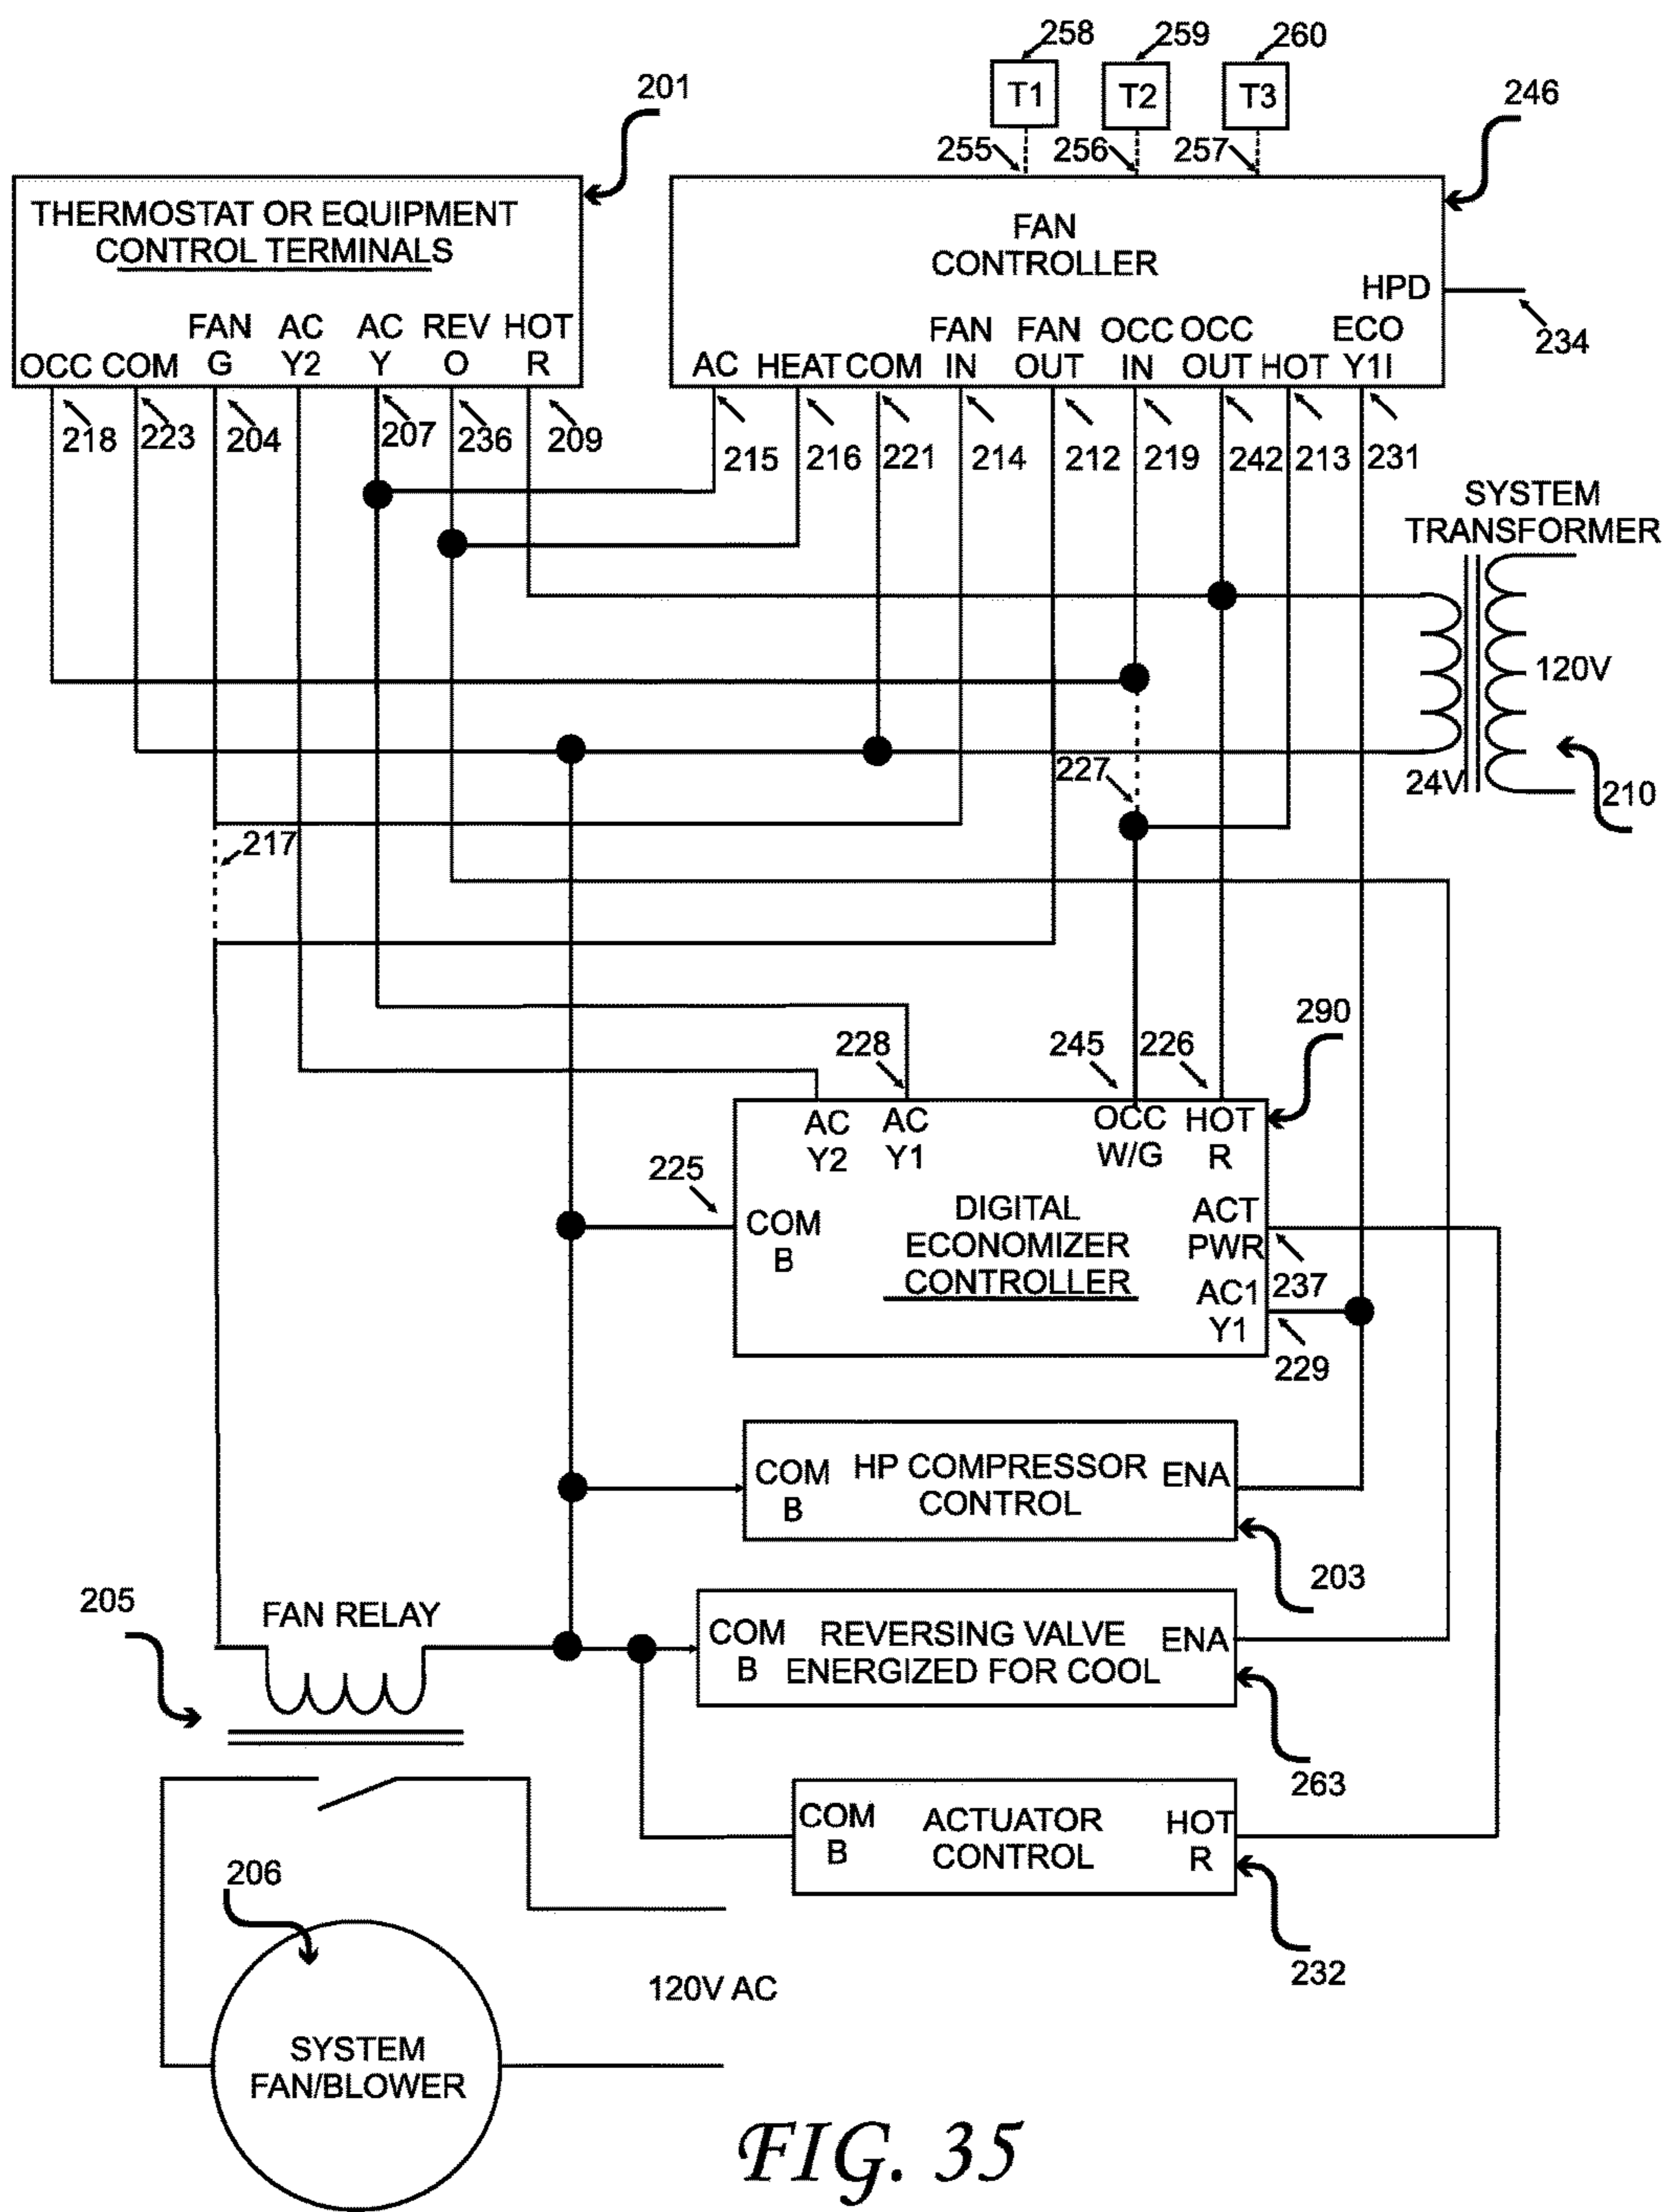 258
259
260
T1
T2
T3
201
246
255
256
257
THERMOSTAT OR EQUIPMENT
CONTROL TERMINALS
FAN
CONTROLLER
HPD
234
FAN AC AC REV HOT
OCC COM G Y2 Y O R
FAN FAN OCC OCC ECO
AC HEAT COM IN OUT IN OUT HOT Y1I
218
223
204
207
236
209
215
216
221
214
212
219
242
213
231
SYSTEM
TRANSFORMER
120V
24V
210
227
217
290
228
245
226
AC AC OCC HOT
Y2 Y1 W/G R
225
COM
B
DIGITAL
ECONOMIZER
CONTROLLER
ACT
PWR
237
AC1
Y1
229
COM
B
HP COMPRESSOR
CONTROL
ENA
203
205
FAN RELAY
COM
B
REVERSING VALVE
ENERGIZED FOR COOL
ENA
263
COM
B
ACTUATOR
CONTROL
HOT
R
232
206
120V AC
SYSTEM
FAN/BLOWER
FIG. 35